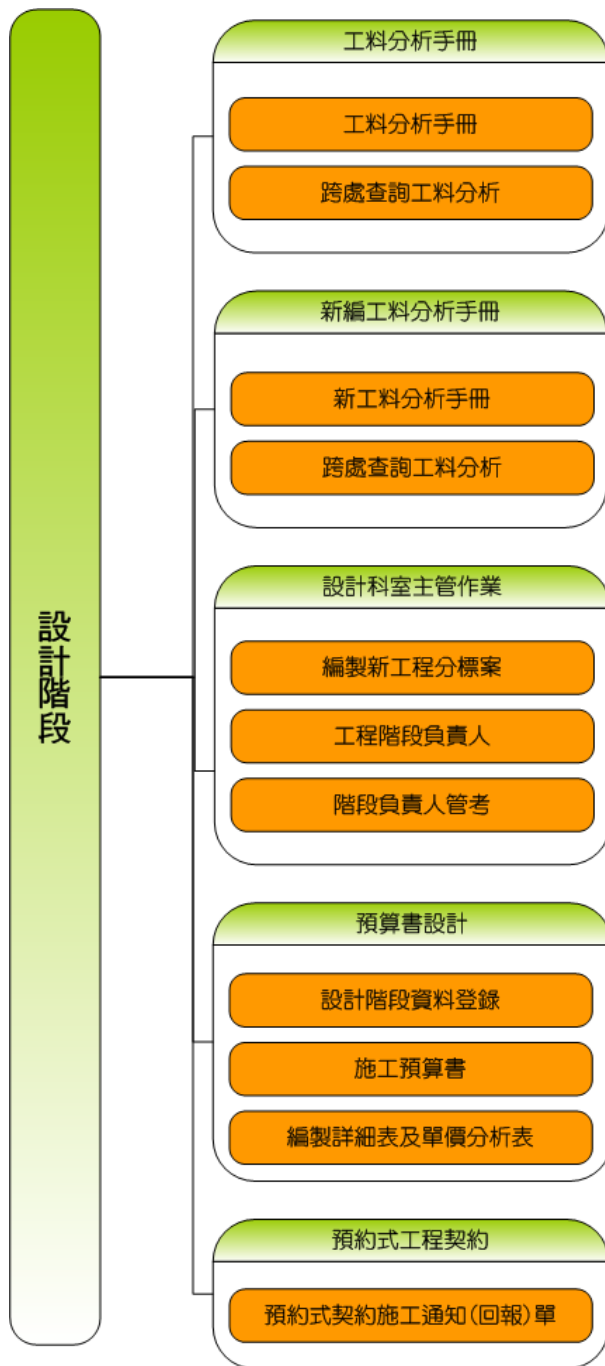 設計階段
工料分析手冊
工料分析手冊
跨處查詢工料分析
新編工料分析手冊
新工料分析手冊
跨處查詢工料分析
設計科室主管作業
編製新工程分標案
工程階段負責人
階段負責人管考
預算書設計
設計階段資料登錄
施工預算書
編製詳細表及單價分析表
預約式工程契約
預約式契約施工通知(回報)單